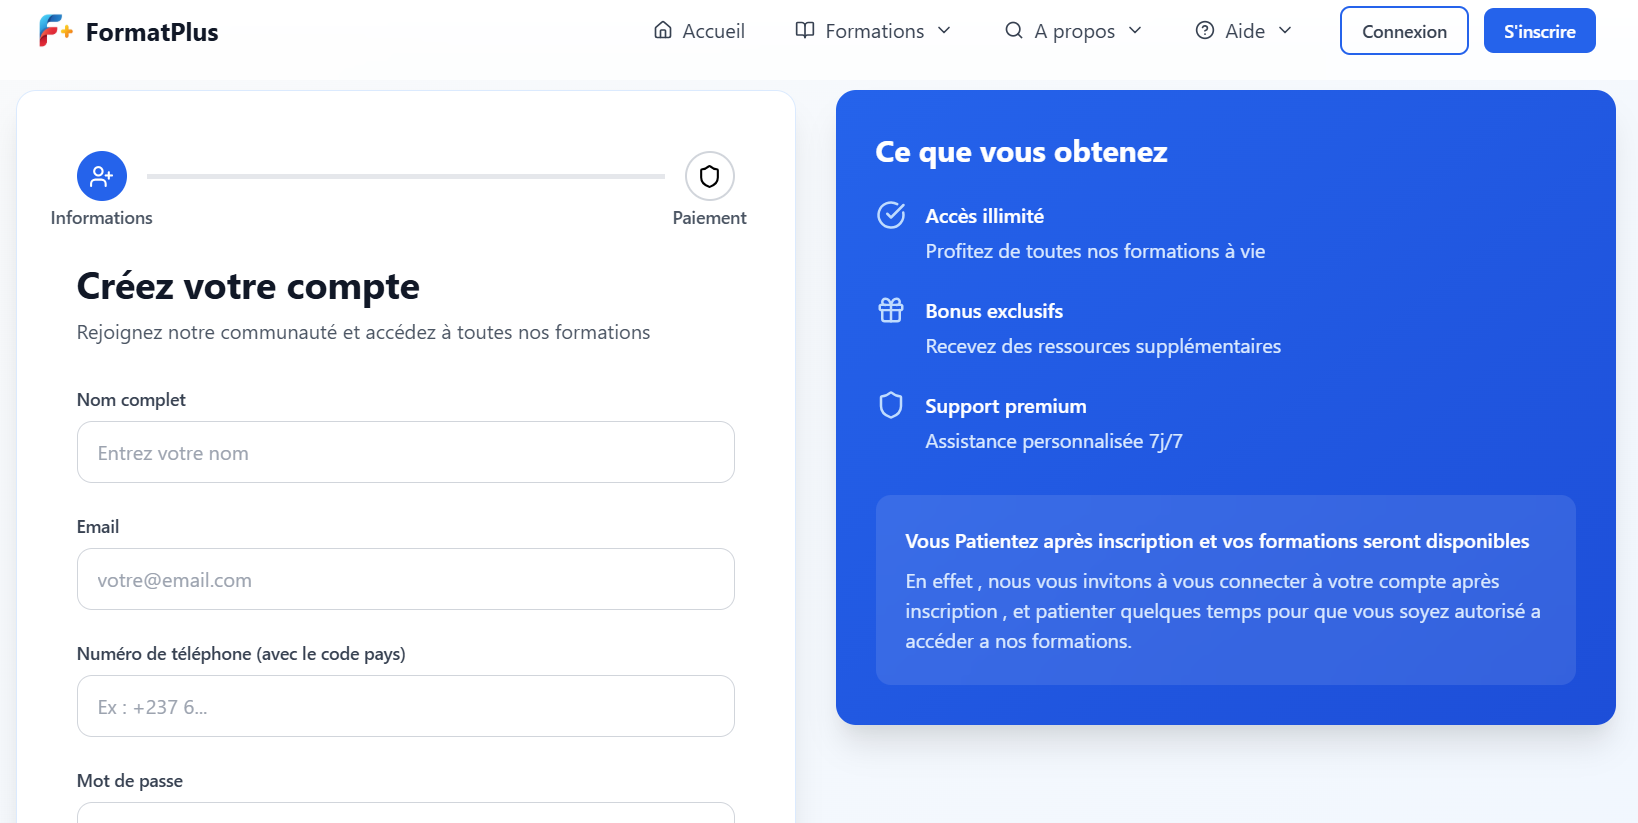 FormatPlus
Accueil
Formations
A propos
Aide
Connexion
S'inscrire
Informations
Paiement
Créez votre compte
Rejoignez notre communauté et accédez à toutes nos formations
Nom complet
Entrez votre nom
Email
votre@email.com
Numéro de téléphone (avec le code pays)
Ex : +237 6...
Mot de passe
Ce que vous obtenez
Accès illimité
Profitez de toutes nos formations à vie
Bonus exclusifs
Recevez des ressources supplémentaires
Support premium
Assistance personnalisée 7j/7
Vous Patientez après inscription et vos formations seront disponibles
En effet , nous vous invitons à vous connecter à votre compte après
inscription , et patienter quelques temps pour que vous soyez autorisé a
accéder a nos formations.